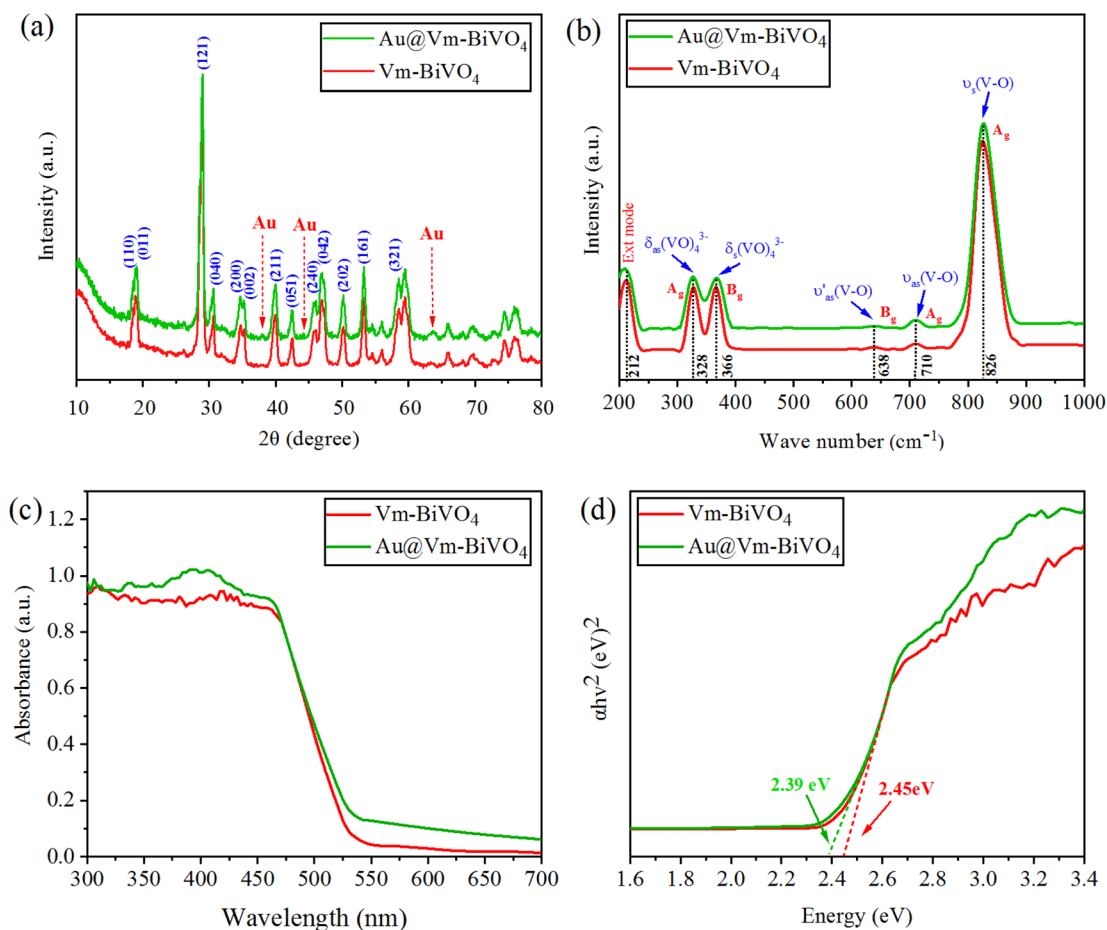 (a)
Au@Vm-BiVO4
Vm-BiVO4
(110)
(011)
(121)
(040)
(200)
(002)
Au
(211)
(051)
Au
(240)
(042)
(202)
(161)
(321)
Au
Intensity (a.u.)
10 20 30 40 50 60 70 80
2θ (degree)
(b)
Au@Vm-BiVO4
Vm-BiVO4
υs(V-O)
Ag
Ext mode
δas(VO)4 3-
δs(VO)4 3-
υ'as(V-O)
υas(V-O)
Ag
Bg
Bg
Ag
212
328
366
638
710
826
Intensity (a.u.)
200 300 400 500 600 700 800 900 1000
Wave number (cm⁻¹)
(c)
Vm-BiVO4
Au@Vm-BiVO4
1.2
1.0
0.8
0.6
0.4
0.2
0.0
Absorbance (a.u.)
300 350 400 450 500 550 600 650 700
Wavelength (nm)
(d)
Vm-BiVO4
Au@Vm-BiVO4
αhv² (eV)²
2.39 eV
2.45eV
1.6 1.8 2.0 2.2 2.4 2.6 2.8 3.0 3.2 3.4
Energy (eV)